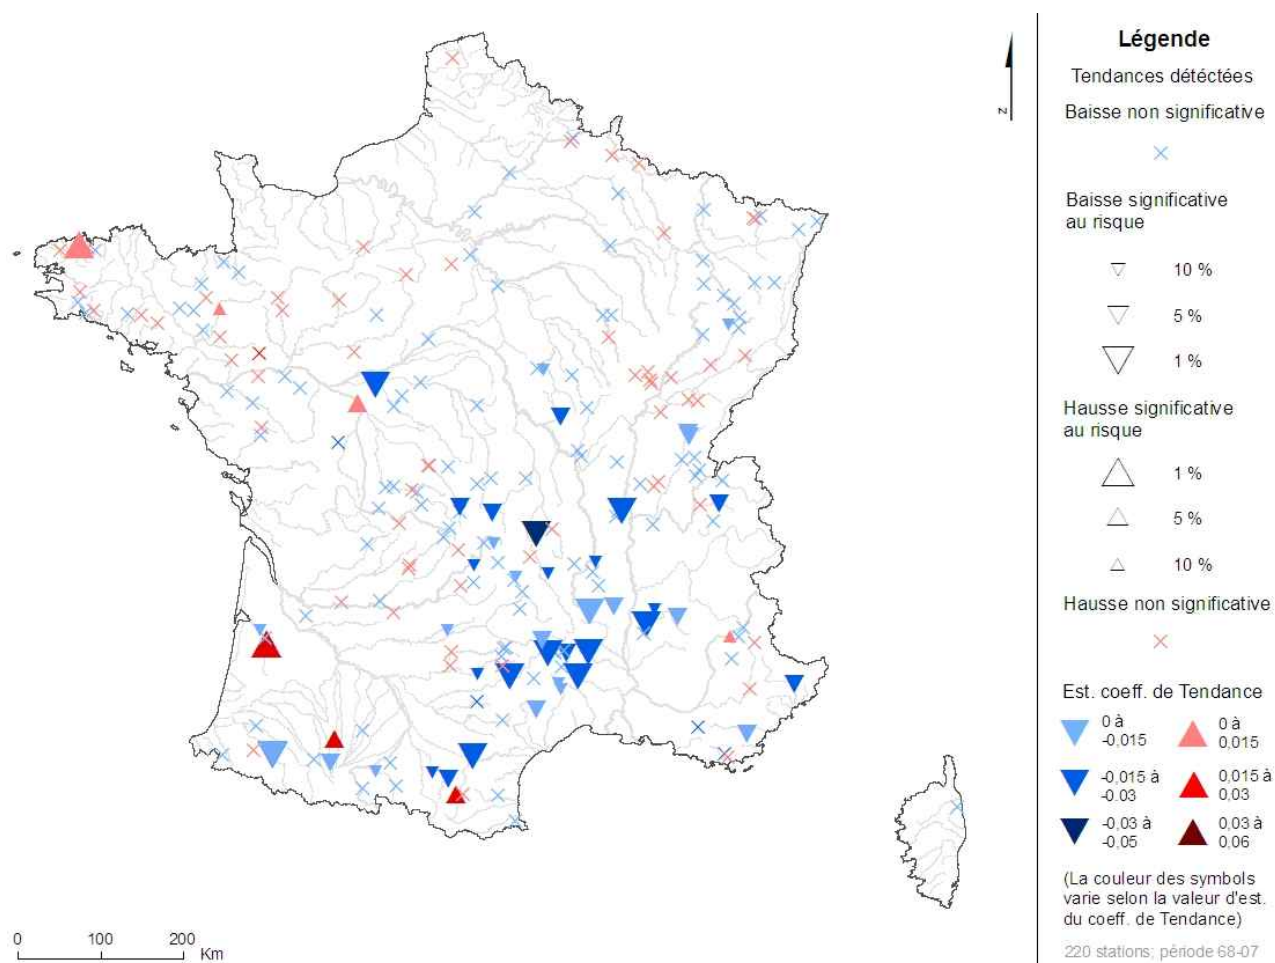 Légende
Tendances détéctées
Baisse non significative
Baisse significative
au risque
10 %
5 %
1 %
Hausse significative
au risque
1 %
5 %
10 %
Hausse non significative
Est. coeff. de Tendance
0 à
-0,015
0 à
0,015
-0,015 à
-0.03
0,015 à
0,03
-0,03 à
-0,05
0,03 à
0,06
(La couleur des symbols
varie selon la valeur d'est.
du coeff. de Tendance)
220 stations; période 68-07
z
0 100 200
Km